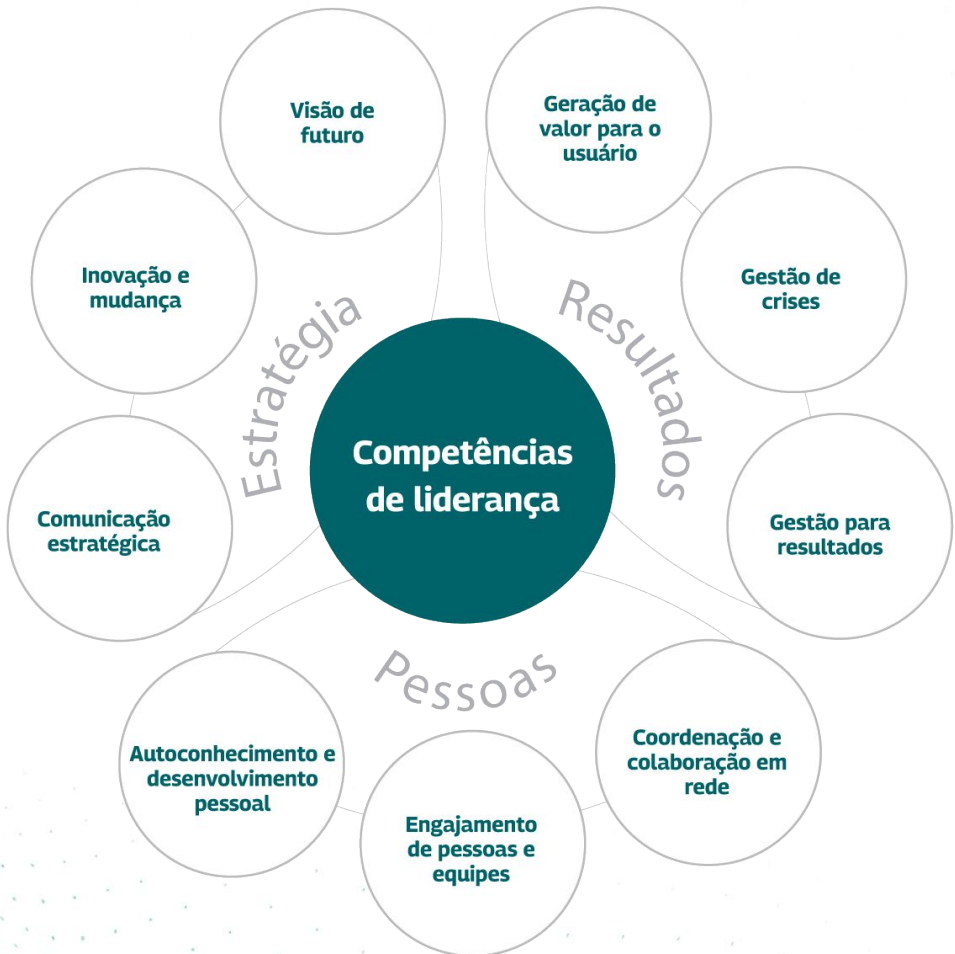 Visão de
futuro
Geração de
valor para o
usuário
Inovação e
mudança
Gestão de
crises
Estratégia
Resultados
Competências
de liderança
Comunicação
estratégica
Gestão para
resultados
Pessoas
Autoconhecimento e
desenvolvimento
pessoal
Engajamento
de pessoas e
equipes
Coordenação e
colaboração em
rede